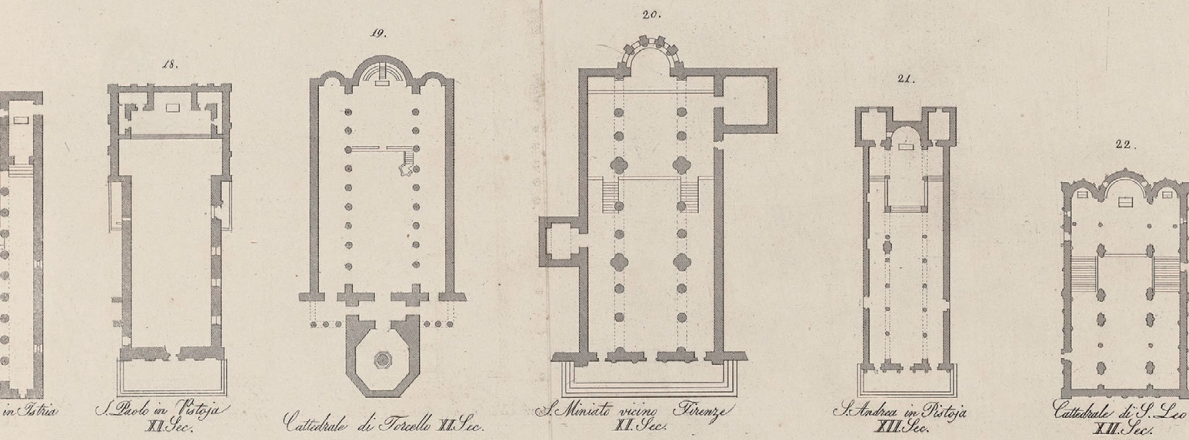 18.
19.
20.
21.
22.
in Istria
S. Paolo in Pistoja
XI. Sec.
Cattedrale di Torcello XI. Sec.
S. Miniato vicino Firenze
XI. Sec.
S. Andrea in Pistoja
XII. Sec.
Cattedrale di S. Leo
XII. Sec.